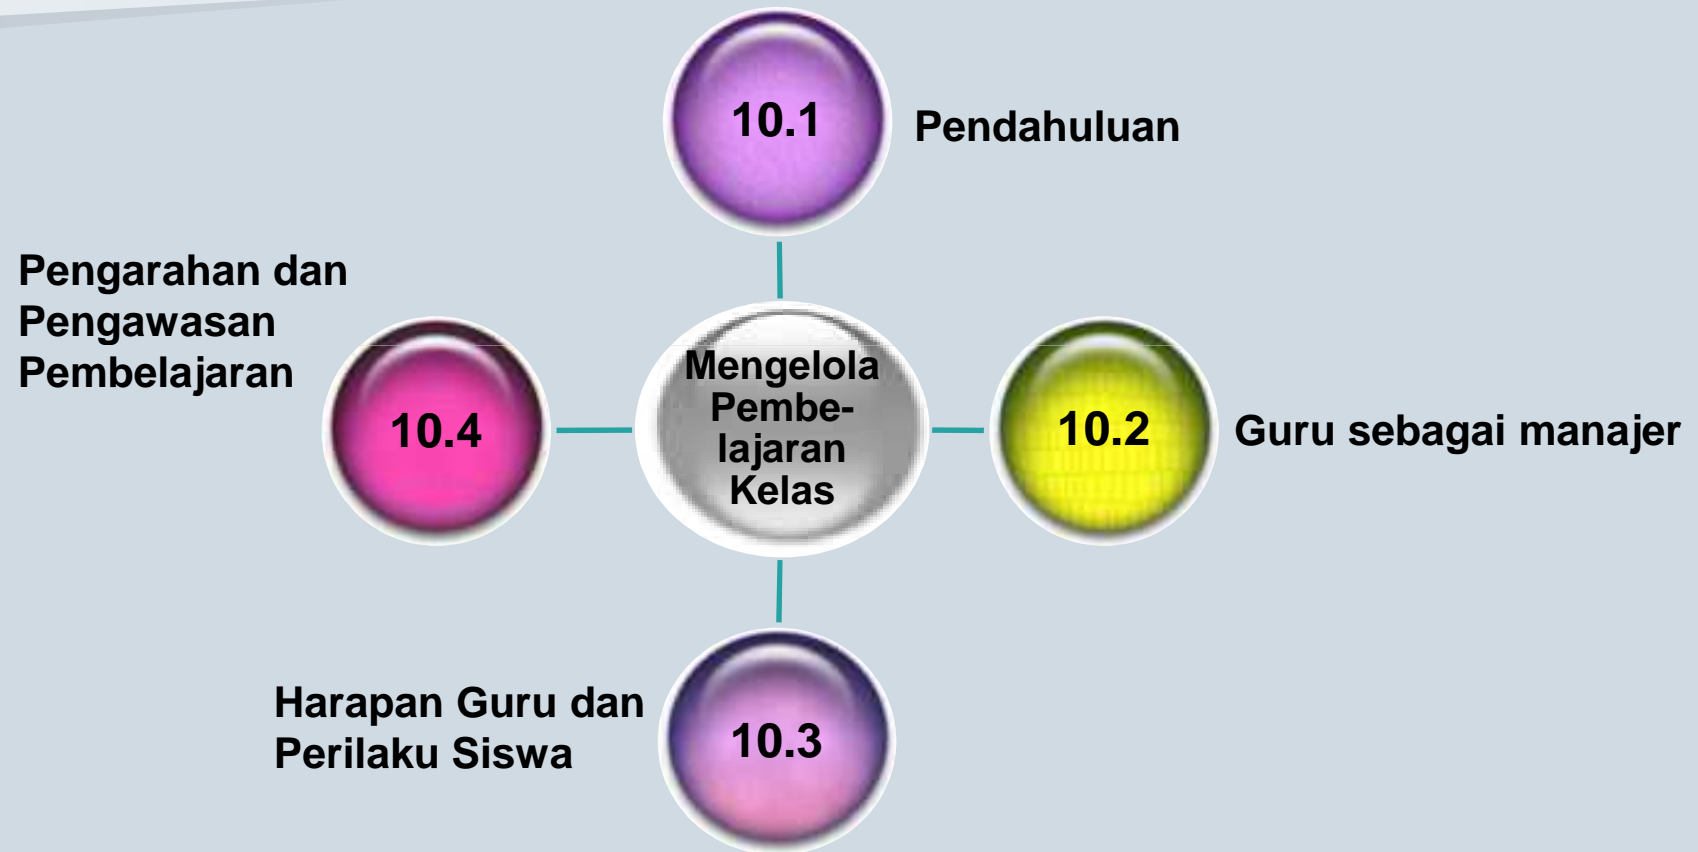 10.1
Pendahuluan
Pengarahan dan
Pengawasan
Pembelajaran
10.4
Mengelola
Pembe-
lajaran
Kelas
10.2
Guru sebagai manajer
Harapan Guru dan
Perilaku Siswa
10.3